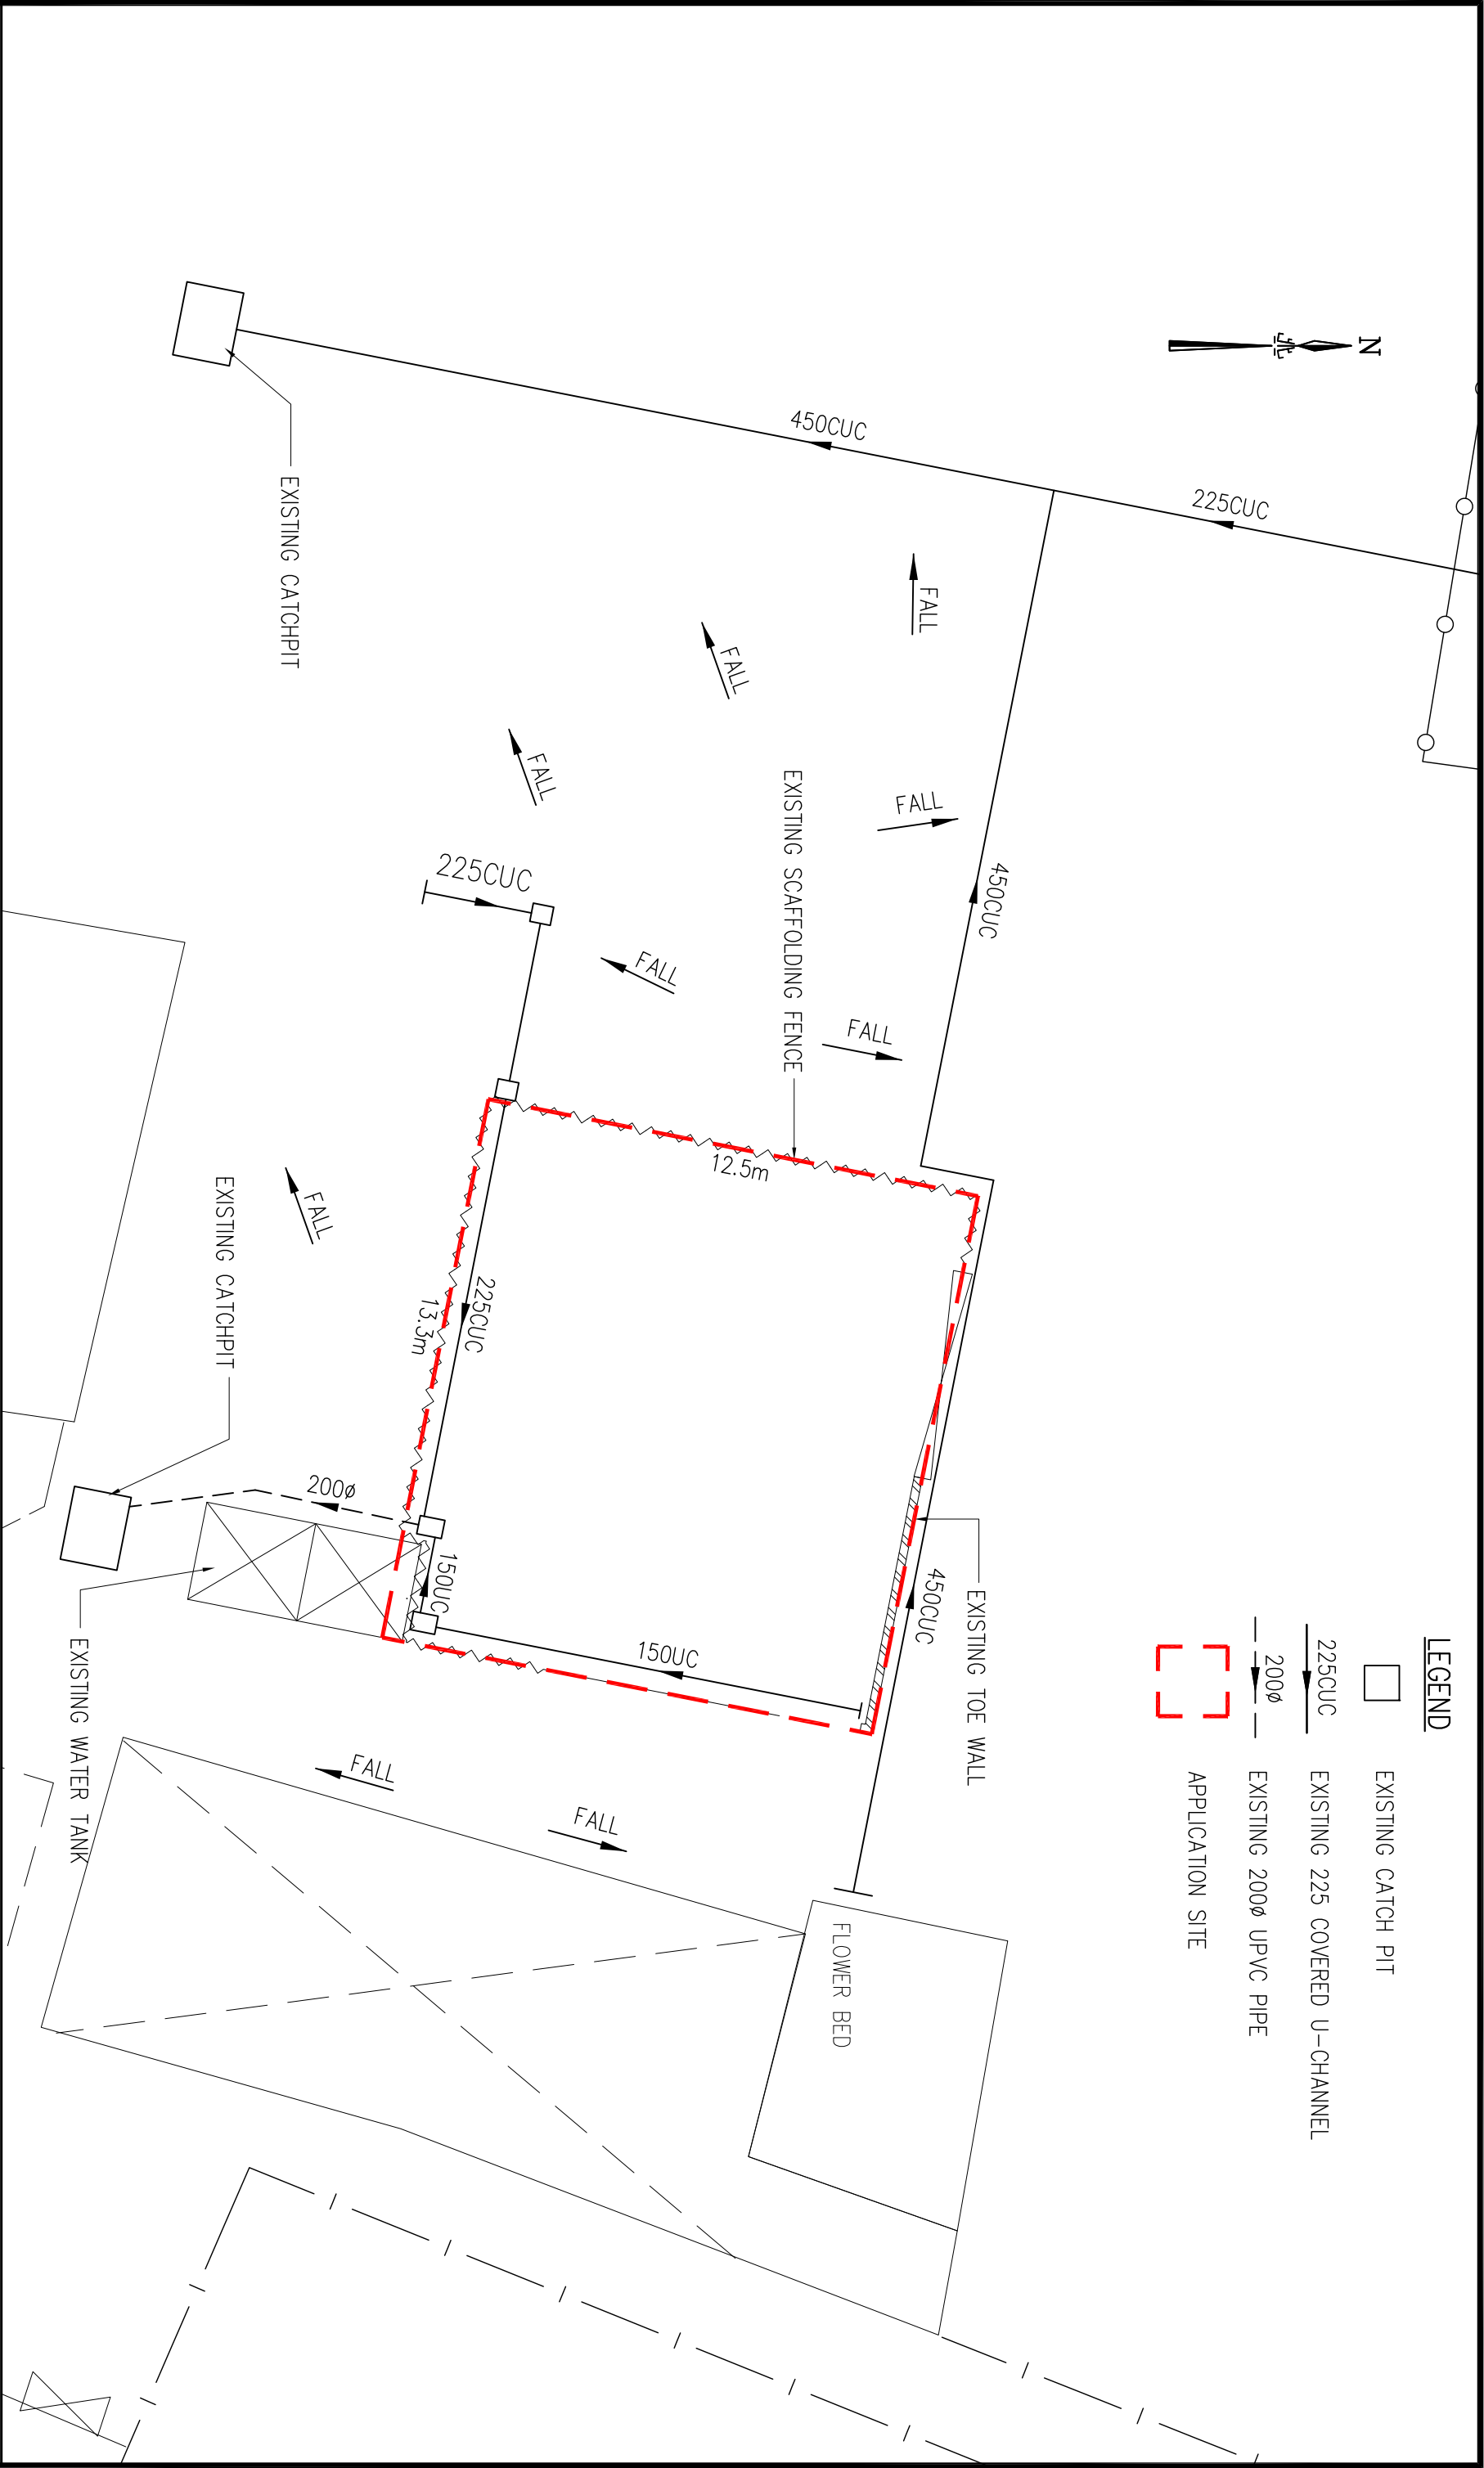 LEGEND
EXISTING CATCH PIT
225CUC
EXISTING 225 COVERED U-CHANNEL
200ø
EXISTING 200ø UPVC PIPE
APPLICATION SITE
N
225CUC
450CUC
EXISTING CATCHPIT
FALL
FALL
FALL
FALL
450CUC
EXISTING SCAFFOLDING FENCE
FALL
FALL
225CUC
12.5m
225CUC
13.3m
FALL
EXISTING CATCHPIT
200ø
150UC
150UC
450CUC
EXISTING TOE WALL
EXISTING WATER TANK
FALL
FALL
FLOWER BED